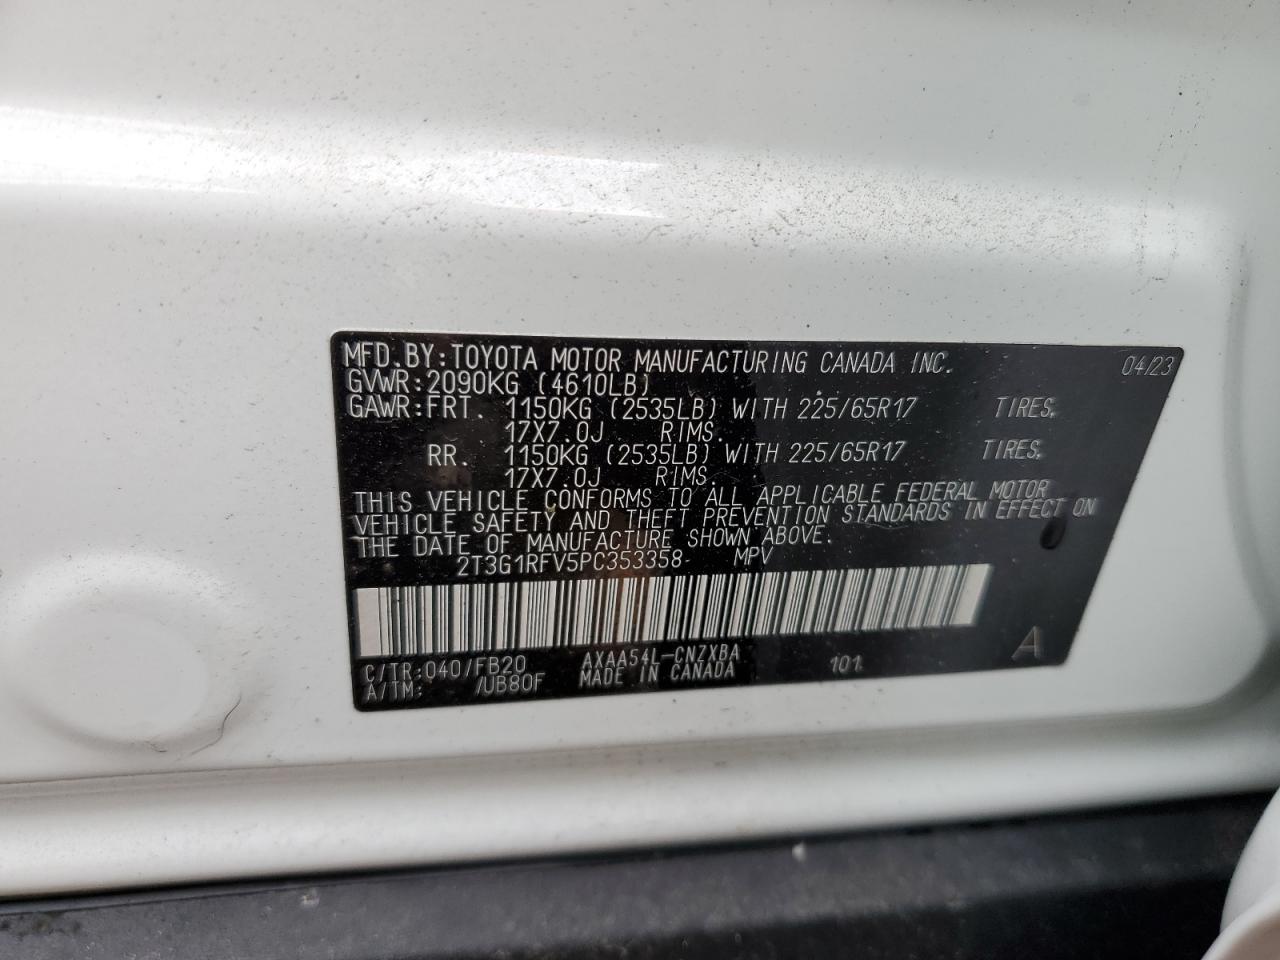 MFD.BY:TOYOTA MOTOR MANUFACTURING CANADA INC. 04/23
GVWR:2090KG (4610LB)
GAWR:FRT. 1150KG (2535LB) WITH 225/65R17 TIRES,
17X7.0J RIMS.
RR. 1150KG (2535LB) WITH 225/65R17 TIRES,
17X7.0J RIMS.
THIS VEHICLE CONFORMS TO ALL APPLICABLE FEDERAL MOTOR
VEHICLE SAFETY AND THEFT PREVENTION STANDARDS IN EFFECT ON
THE DATE OF MANUFACTURE SHOWN ABOVE.
2T3G1RFV5PC353358 MPV
C/TR:040/FB20 AXAA54L-CNZXBA 101 A
A/TM: /UB80F MADE IN CANADA